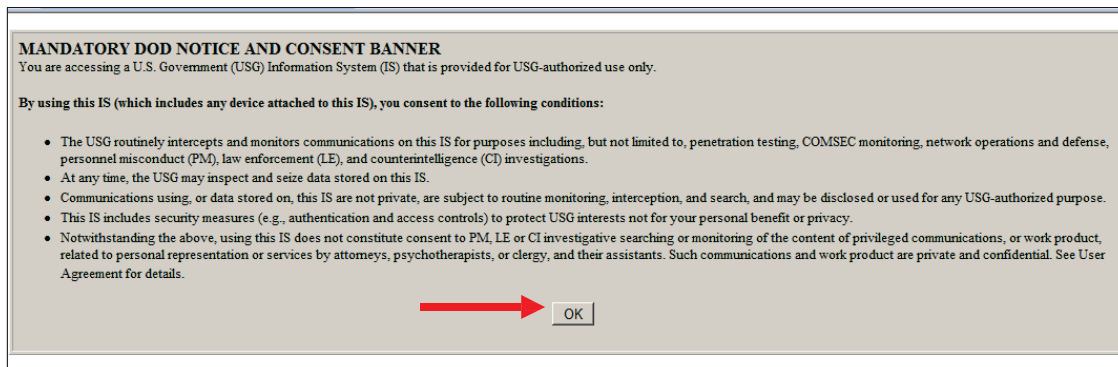 MANDATORY DOD NOTICE AND CONSENT BANNER
You are accessing a U.S. Government (USG) Information System (IS) that is provided for USG-authorized use only.
By using this IS (which includes any device attached to this IS), you consent to the following conditions:
• The USG routinely intercepts and monitors communications on this IS for purposes including, but not limited to, penetration testing, COMSEC monitoring, network operations and defense,
personnel misconduct (PM), law enforcement (LE), and counterintelligence (CI) investigations.
• At any time, the USG may inspect and seize data stored on this IS.
• Communications using, or data stored on, this IS are not private, are subject to routine monitoring, interception, and search, and may be disclosed or used for any USG-authorized purpose.
• This IS includes security measures (e.g., authentication and access controls) to protect USG interests not for your personal benefit or privacy.
• Notwithstanding the above, using this IS does not constitute consent to PM, LE or CI investigative searching or monitoring of the content of privileged communications, or work product,
related to personal representation or services by attorneys, psychotherapists, or clergy, and their assistants. Such communications and work product are private and confidential. See User
Agreement for details.
OK